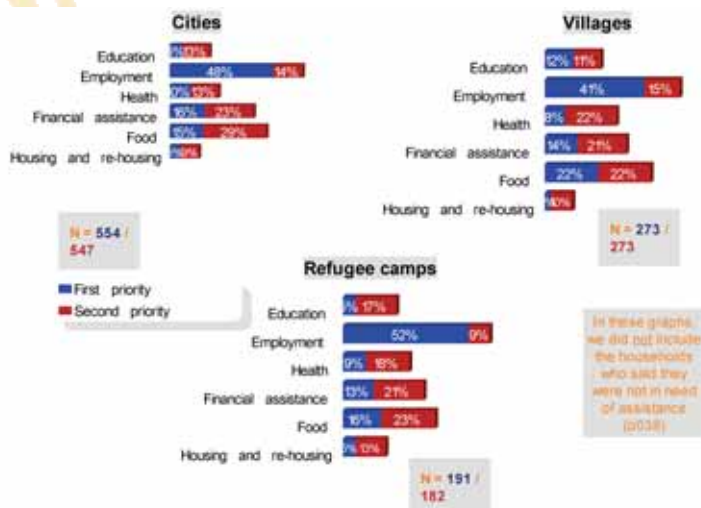 Cities
Education %13%
Employment 48% 14%
Health 0% 13%
Financial assistance 16% 23%
Food 15% 29%
Housing and re-housing
N = 554 /
547
Villages
Education 12% 11%
Employment 41% 15%
Health 8% 22%
Financial assistance 14% 21%
Food 22% 22%
Housing and re-housing
N = 273 /
273
First priority
Second priority
Refugee camps
Education % 17%
Employment 52% 9%
Health 9% 18%
Financial assistance 13% 21%
Food 16% 23%
Housing and re-housing % 13%
N = 191 /
182
In these graphs,
we did not include
the households
who said they
were not in need
of assistance
(o038)